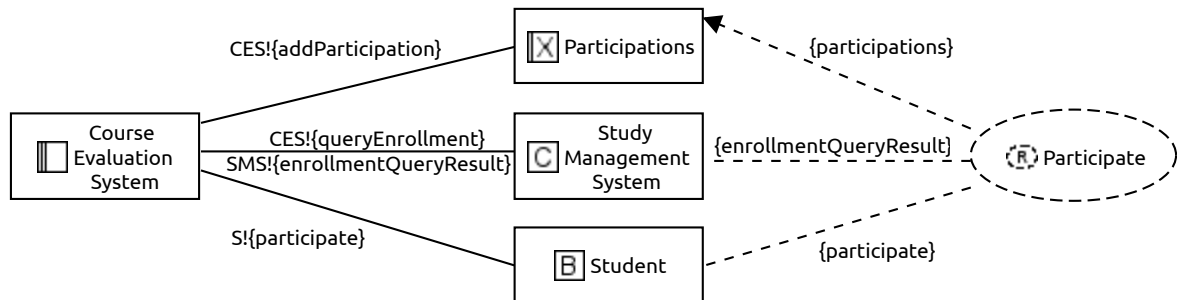 CES!{addParticipation}
X Participations
{participations}
Course
Evaluation
System
CES!{queryEnrollment}
SMS!{enrollmentQueryResult}
C
Study
Management
System
{enrollmentQueryResult}
R Participate
S!{participate}
B Student
{participate}